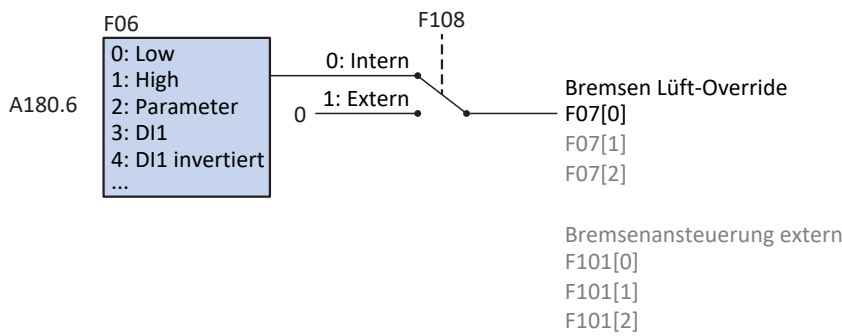 F06
F108
0: Low
1: High
2: Parameter
3: DI1
4: DI1 invertiert
...
A180.6
0: Intern
1: Extern
0
Bremsen Lüft-Override
F07[0]
F07[1]
F07[2]
Bremsenansteuerung extern
F101[0]
F101[1]
F101[2]